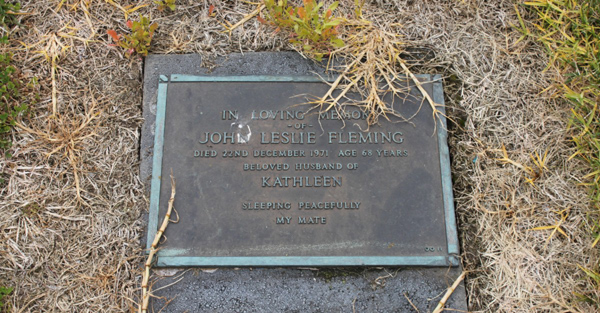 IN LOVING MEMORY
OF
JOHN LESLIE FLEMING
DIED 22ND DECEMBER 1971 AGE 68 YEARS
BELOVED HUSBAND OF
KATHLEEN
SLEEPING PEACEFULLY
MY MATE